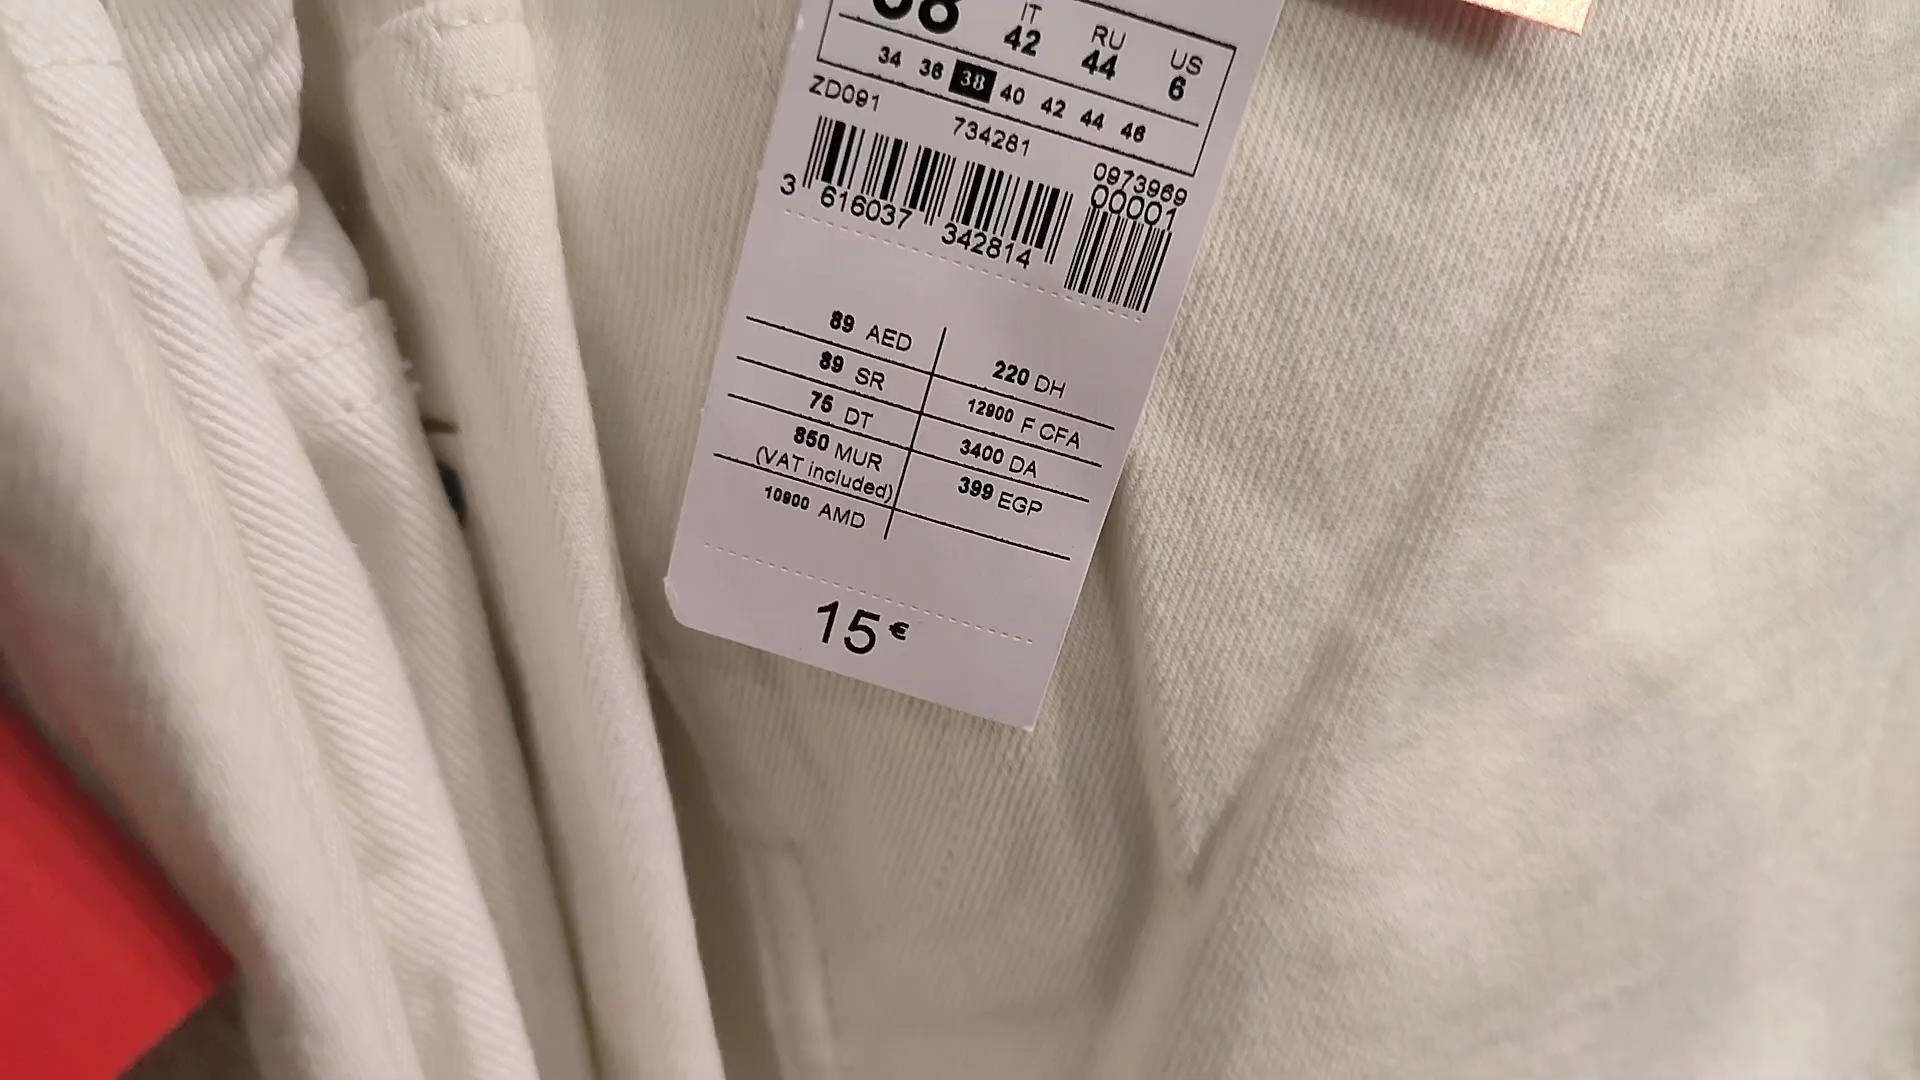 38
IT RU US
42 44 6
34 36 38 40 42 44 46
ZD091 734281 0973969
00001
3 616037 342814
89 AED 220 DH
89 SR 12900 F CFA
75 DT 3400 DA
850 MUR 399 EGP
(VAT included)
10900 AMD
15€